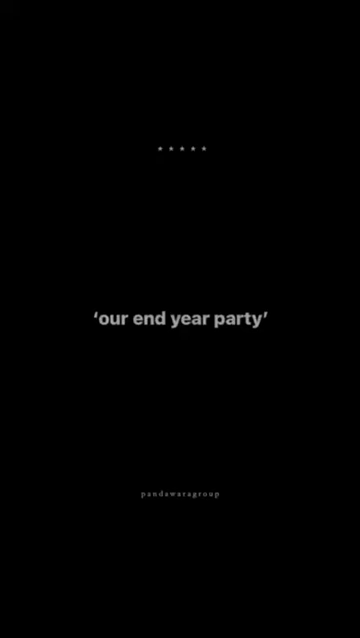 * * * * *
‘our end year party’
pandawaragroup